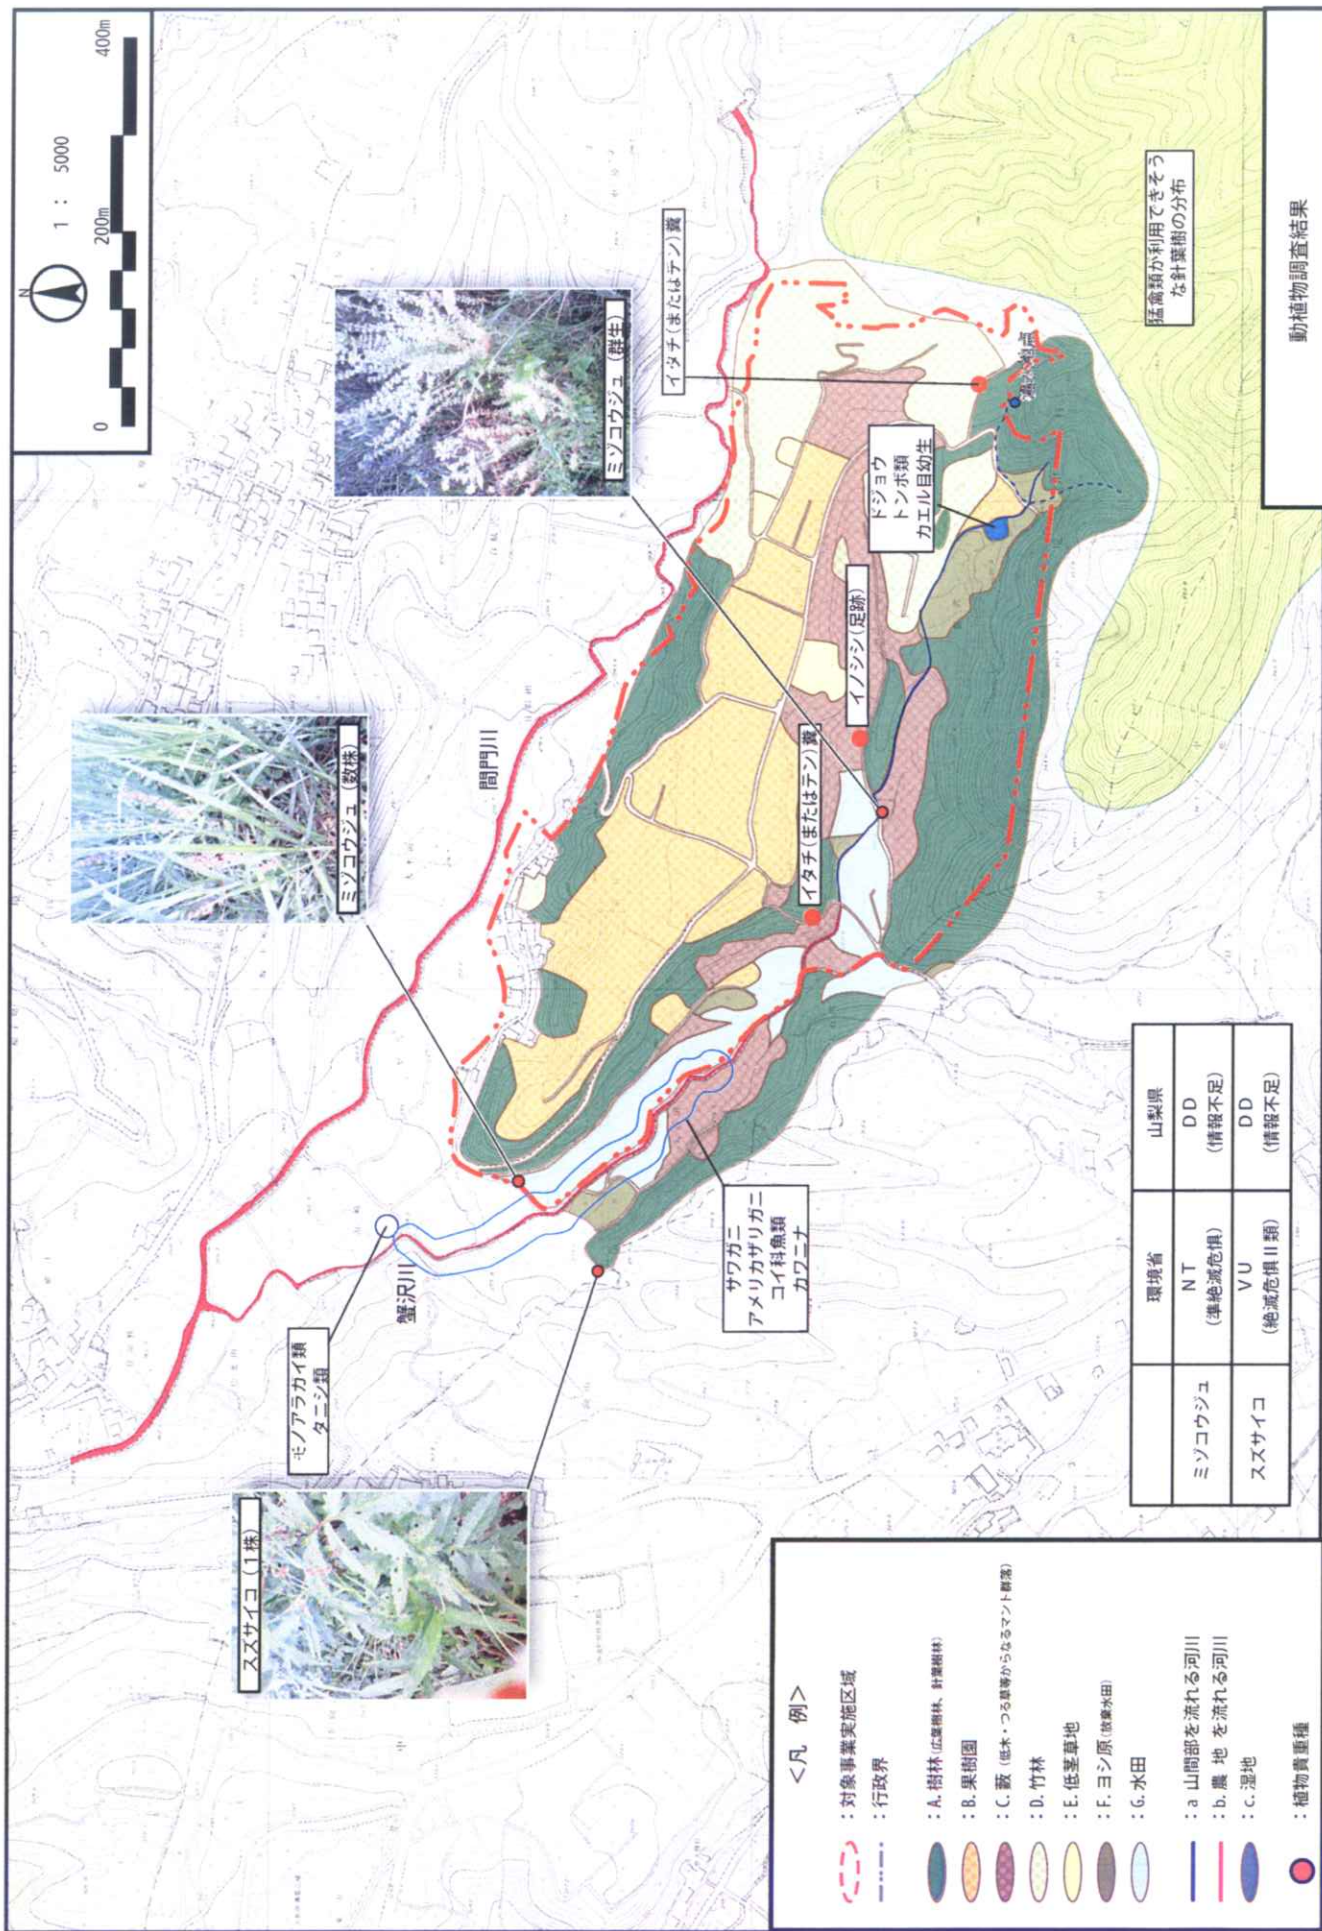 N
1 : 5000
0
200m
400m
スズサイコ（1株）
ミゾコウジュ（数株）
ミゾコウジュ（群生）
モノアラガイ類
タニシ類
蟹沢川
間門川
イタチ(またはテン)糞
サワガニ
アメリカザリガニ
コイ科魚類
カワニナ
イタチ(またはテン)糞
イノシシ(足跡)
ドジョウ
トンボ類
カエル目幼生
湧水地点
猛禽類が利用できそう
な針葉樹の分布
＜凡 例＞
：対象事業実施区域
：行政界
：A.樹林(広葉樹林、針葉樹林)
：B.果樹園
：C.藪 (低木・つる草等からなるマント群落)
：D.竹林
：E.低茎草地
：F.ヨシ原(放棄水田)
：G.水田
：a 山間部を流れる河川
：b.農 地 を流れる河川
：c.湿地
：植物貴重種
環境省 山梨県
ミゾコウジュ NT (準絶滅危惧) DD (情報不足)
スズサイコ VU (絶滅危惧II類) DD (情報不足)
動植物調査結果